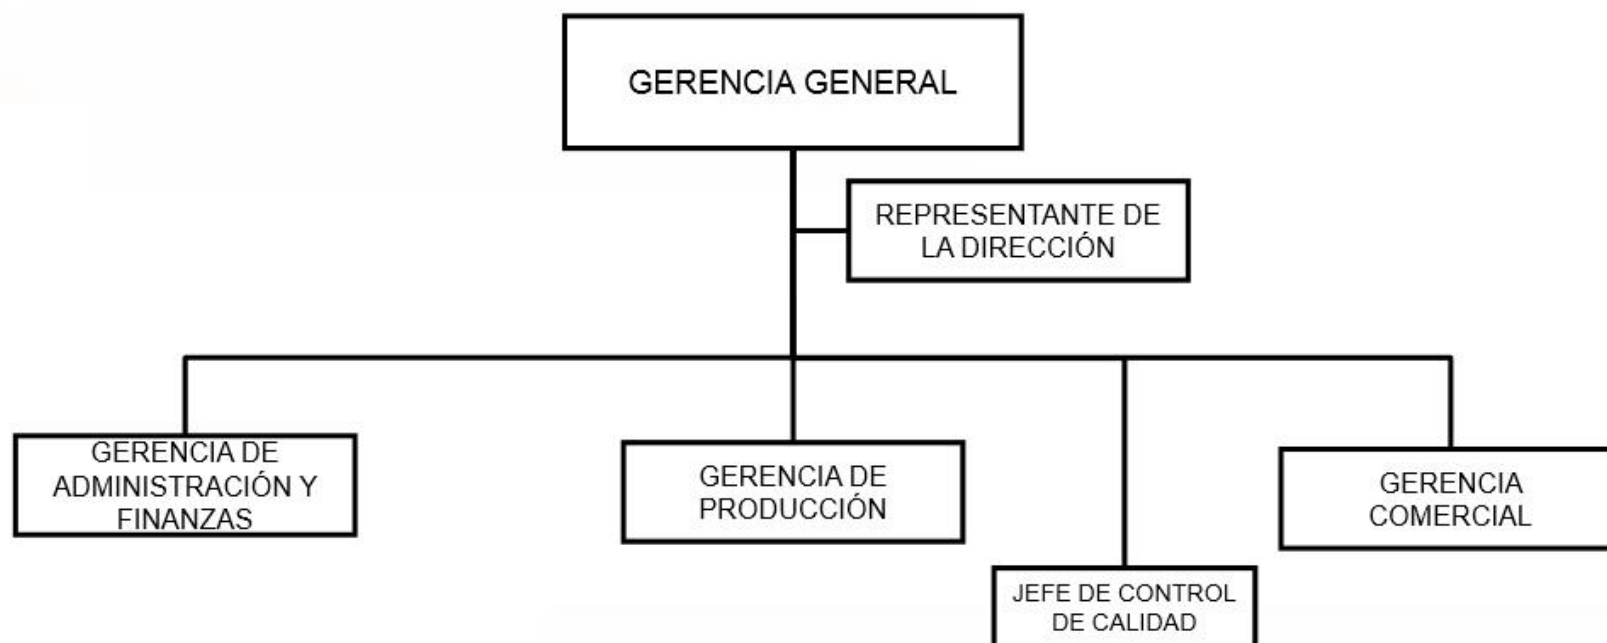 GERENCIA GENERAL
REPRESENTANTE DE
LA DIRECCIÓN
GERENCIA DE
ADMINISTRACIÓN Y
FINANZAS
GERENCIA DE
PRODUCCIÓN
GERENCIA
COMERCIAL
JEFE DE CONTROL
DE CALIDAD